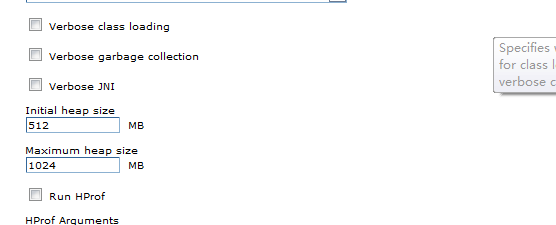 Verbose class loading
Specifies
for class
verbose
Verbose garbage collection
Verbose JNI
Initial heap size
512 MB
Maximum heap size
1024 MB
Run HProf
HProf Arguments